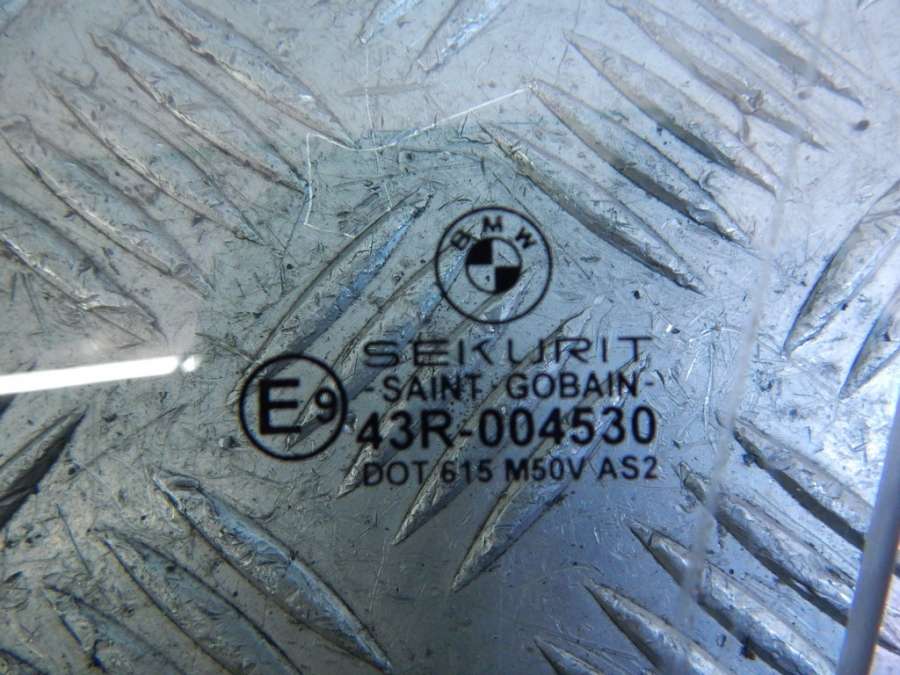 BMW
SEKURIT
-SAINT GOBAIN-
E9
43R-004530
DOT 615 M50V AS2